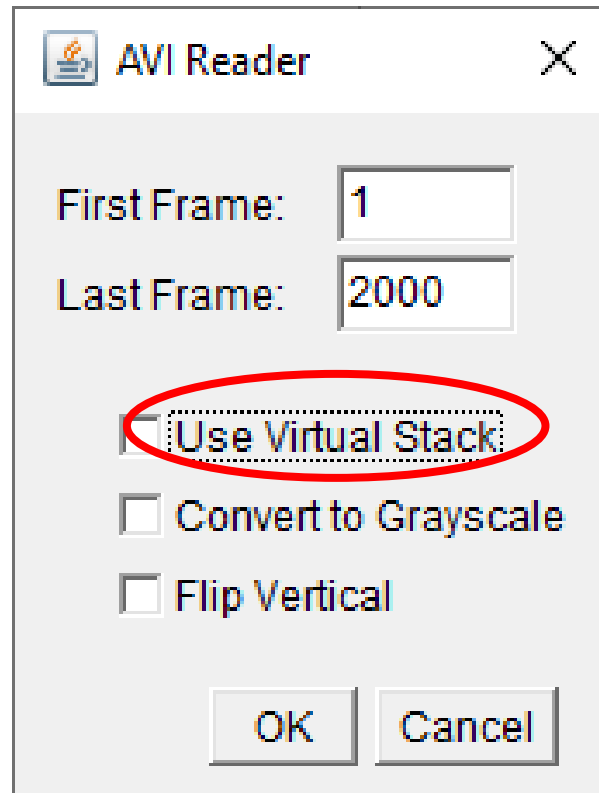 AVI Reader
First Frame: 1
Last Frame: 2000
Use Virtual Stack
Convert to Grayscale
Flip Vertical
OK Cancel